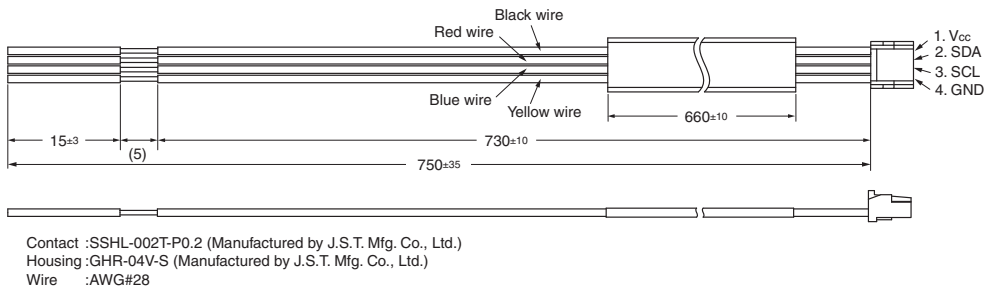 Black wire
Red wire
Blue wire
Yellow wire
1. Vcc
2. SDA
3. SCL
4. GND
660±10
15±3
(5)
730±10
750±35
Contact :SSHL-002T-P0.2 (Manufactured by J.S.T. Mfg. Co., Ltd.)
Housing :GHR-04V-S (Manufactured by J.S.T. Mfg. Co., Ltd.)
Wire :AWG#28